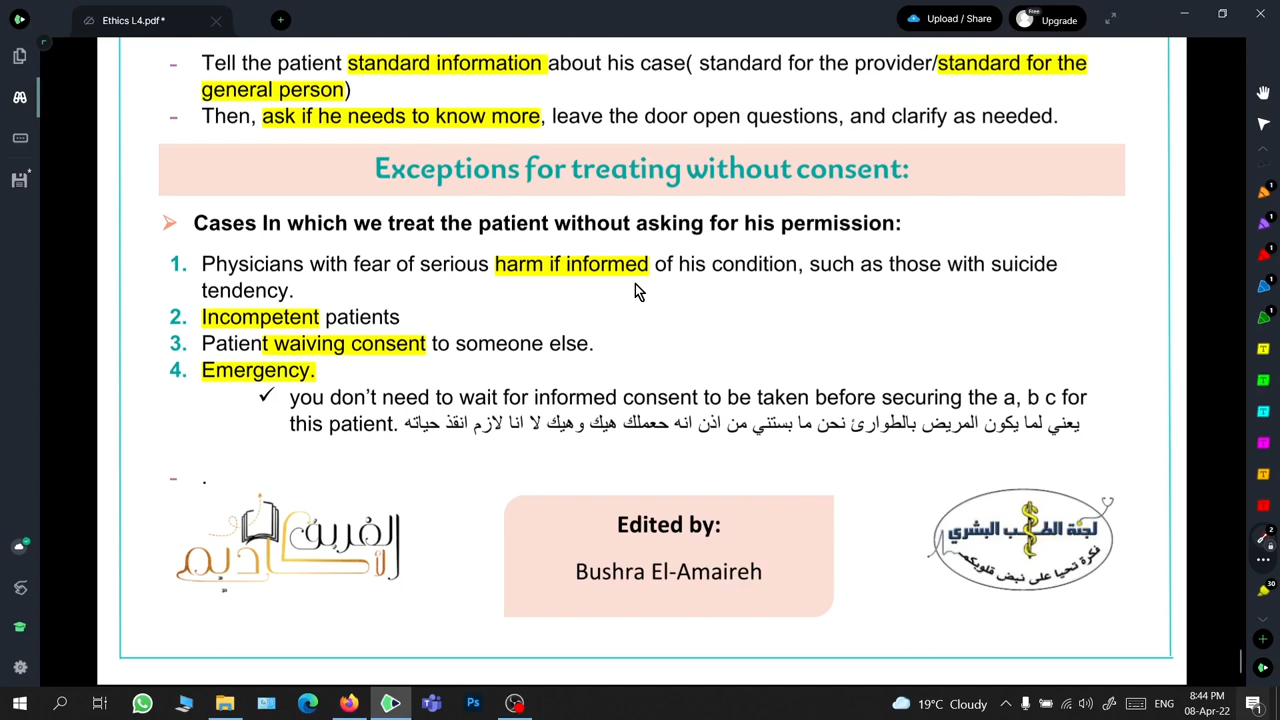 Ethics L4.pdf*
Upload / Share
Free
Upgrade
- Tell the patient standard information about his case( standard for the provider/standard for the
general person)
- Then, ask if he needs to know more, leave the door open questions, and clarify as needed.
Exceptions for treating without consent:
Cases In which we treat the patient without asking for his permission:
1. Physicians with fear of serious harm if informed of his condition, such as those with suicide
tendency.
2. Incompetent patients
3. Patient waiving consent to someone else.
4. Emergency.
✓ you don’t need to wait for informed consent to be taken before securing the a, b c for
this patient. يعني لما يكون المريض بالطوارئ نحن ما بستني من اذن انه حعملك هيك وهيك لا انا لازم انقذ حياته
- .
الفريق
الأكاديمي
Edited by:
Bushra El-Amaireh
لجنة الطب البشري
فكرة تحيا على نبض قلوبكم
19°C Cloudy
ENG
8:44 PM
08-Apr-22